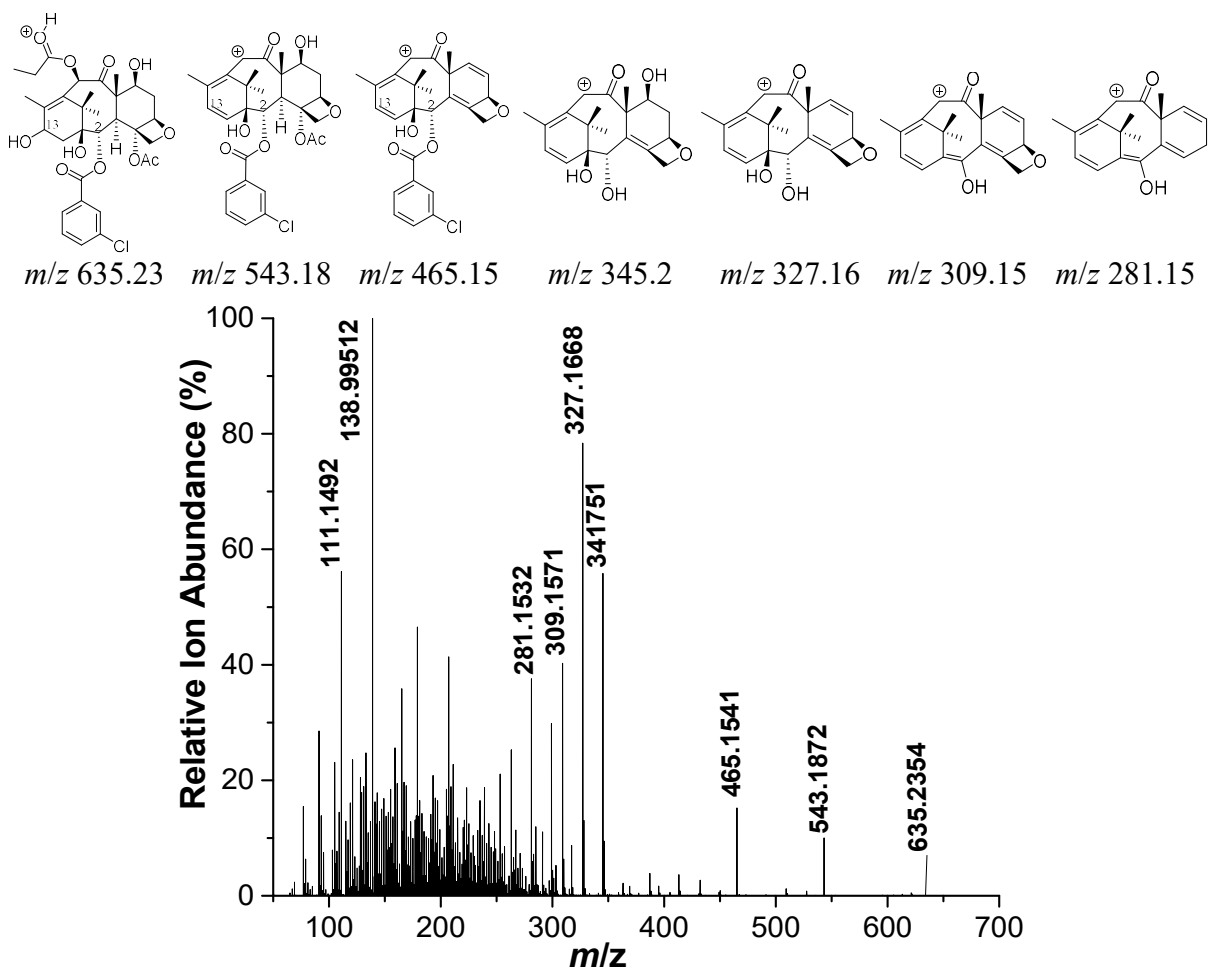 m/z 635.23 m/z 543.18 m/z 465.15 m/z 345.2 m/z 327.16 m/z 309.15 m/z 281.15
H
O
O
O
OH
13
2
HO
HO
H
O
OAc
O
O
Cl
O
OH
13
2
HO
H
O
O
OAc
O
Cl
O
13
2
HO
O
O
O
Cl
O
OH
HO
OH
O
O
HO
OH
O
O
OH
O
O
OH
Relative Ion Abundance (%)
100
80
60
40
20
0
111.1492
138.99512
281.1532
309.1571
327.1668
341751
465.1541
543.1872
635.2354
100 200 300 400 500 600 700
m/z